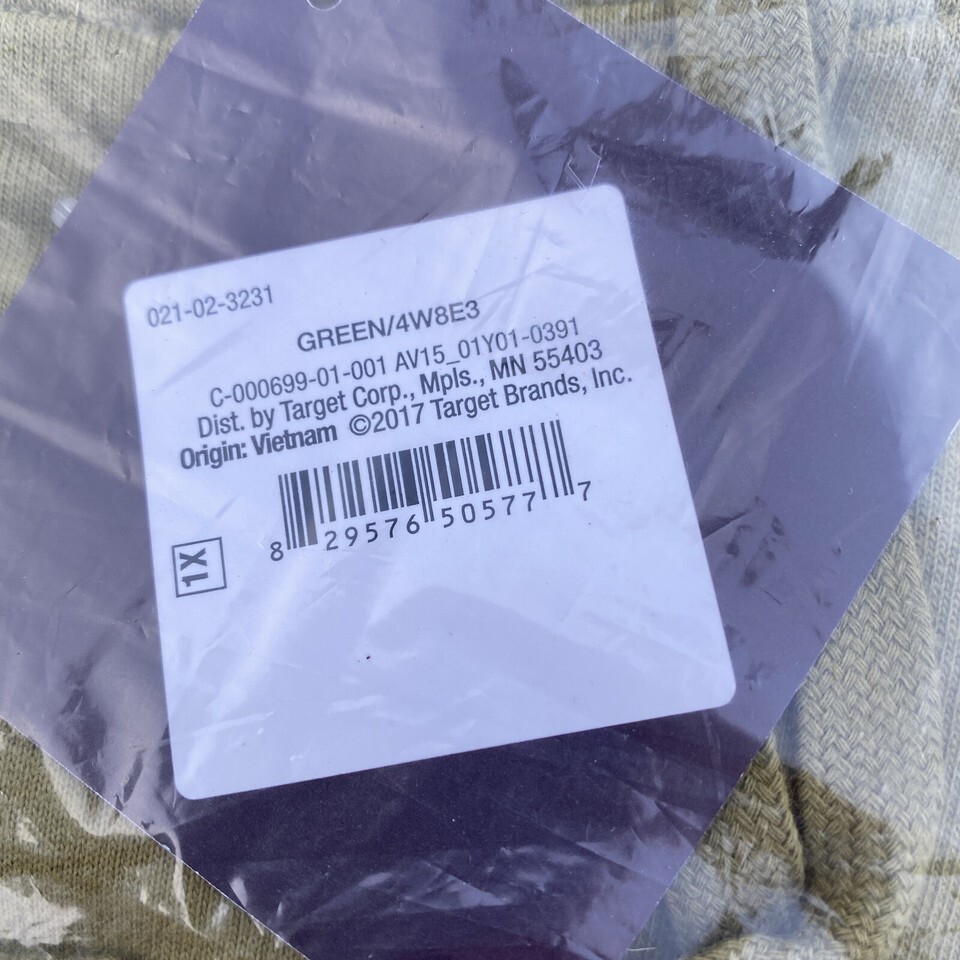 021-02-3231
GREEN/4W8E3
C-000699-01-001 AV15_01Y01-0391
Dist. by Target Corp., Mpls., MN 55403
Origin: Vietnam ©2017 Target Brands, Inc.
8 29576 50577 7
1X